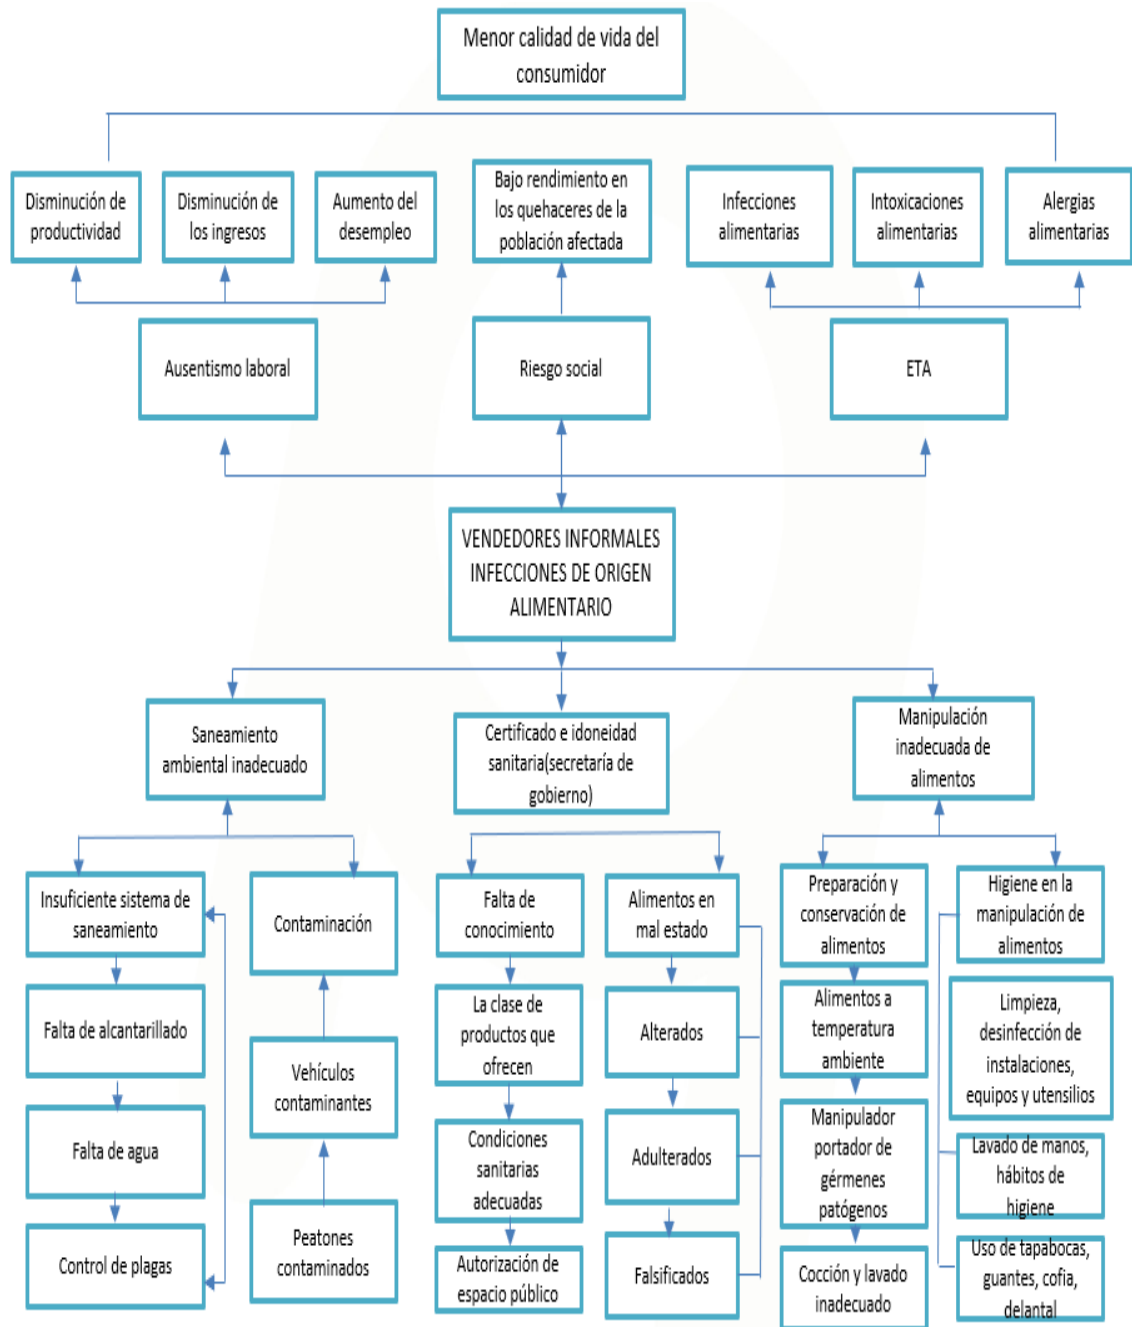 Menor calidad de vida del
consumidor
Disminución de
productividad
Disminución de
los ingresos
Aumento del
desempleo
Bajo rendimiento en
los quehaceres de la
población afectada
Infecciones
alimentarias
Intoxicaciones
alimentarias
Alergias
alimentarias
Ausentismo laboral
Riesgo social
ETA
VENDEDORES INFORMALES
INFECCIONES DE ORIGEN
ALIMENTARIO
Saneamiento
ambiental inadecuado
Certificado e idoneidad
sanitaria(secretaría de
gobierno)
Manipulación
inadecuada de
alimentos
Insuficiente sistema de
saneamiento
Falta de alcantarillado
Falta de agua
Control de plagas
Contaminación
Vehículos
contaminantes
Peatones
contaminados
Falta de
conocimiento
La clase de
productos que
ofrecen
Condiciones
sanitarias
adecuadas
Autorización de
espacio público
Alimentos en
mal estado
Alterados
Adulterados
Falsificados
Preparación y
conservación de
alimentos
Alimentos a
temperatura
ambiente
Manipulador
portador de
gérmenes
patógenos
Cocción y lavado
inadecuado
Higiene en la
manipulación de
alimentos
Limpieza,
desinfección de
instalaciones,
equipos y utensilios
Lavado de manos,
hábitos de
higiene
Uso de tapabocas,
guantes, cofia,
delantal